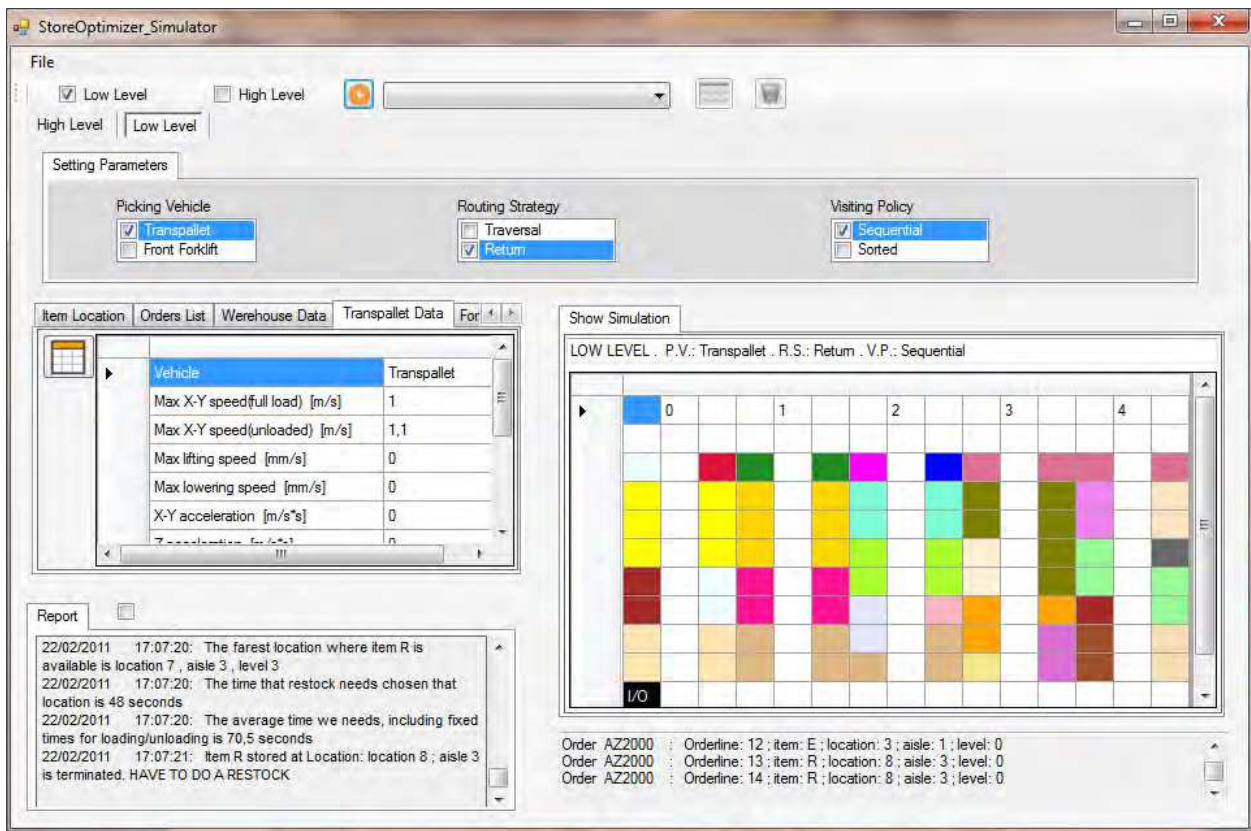 StoreOptimizer_Simulator
File
Low Level High Level
High Level Low Level
Setting Parameters
Picking Vehicle Routing Strategy Visiting Policy
Transpallet Traversal Sequential
Front Forklift Return Sorted
Item Location Orders List Werehouse Data Transpallet Data For
Vehicle Transpallet
Max X-Y speed(full load) [m/s] 1
Max X-Y speed(unloaded) [m/s] 1,1
Max lifting speed [mm/s] 0
Max lowering speed [mm/s] 0
X-Y acceleration [m/s*s] 0
Z acceleration [m/s*s] 0
Show Simulation
LOW LEVEL . P.V.: Transpallet . R.S.: Return . V.P.: Sequential
0 1 2 3 4
I/O
Report
22/02/2011 17:07:20: The farest location where item R is
available is location 7 , aisle 3 , level 3
22/02/2011 17:07:20: The time that restock needs chosen that
location is 48 seconds
22/02/2011 17:07:20: The average time we needs, including fixed
times for loading/unloading is 70,5 seconds
22/02/2011 17:07:21: Item R stored at Location: location 8 ; aisle 3
is terminated. HAVE TO DO A RESTOCK
Order AZ2000 : Orderline: 12 ; item: E ; location: 3 ; aisle: 1 ; level: 0
Order AZ2000 : Orderline: 13 ; item: R ; location: 8 ; aisle: 3 ; level: 0
Order AZ2000 : Orderline: 14 ; item: R ; location: 8 ; aisle: 3 ; level: 0